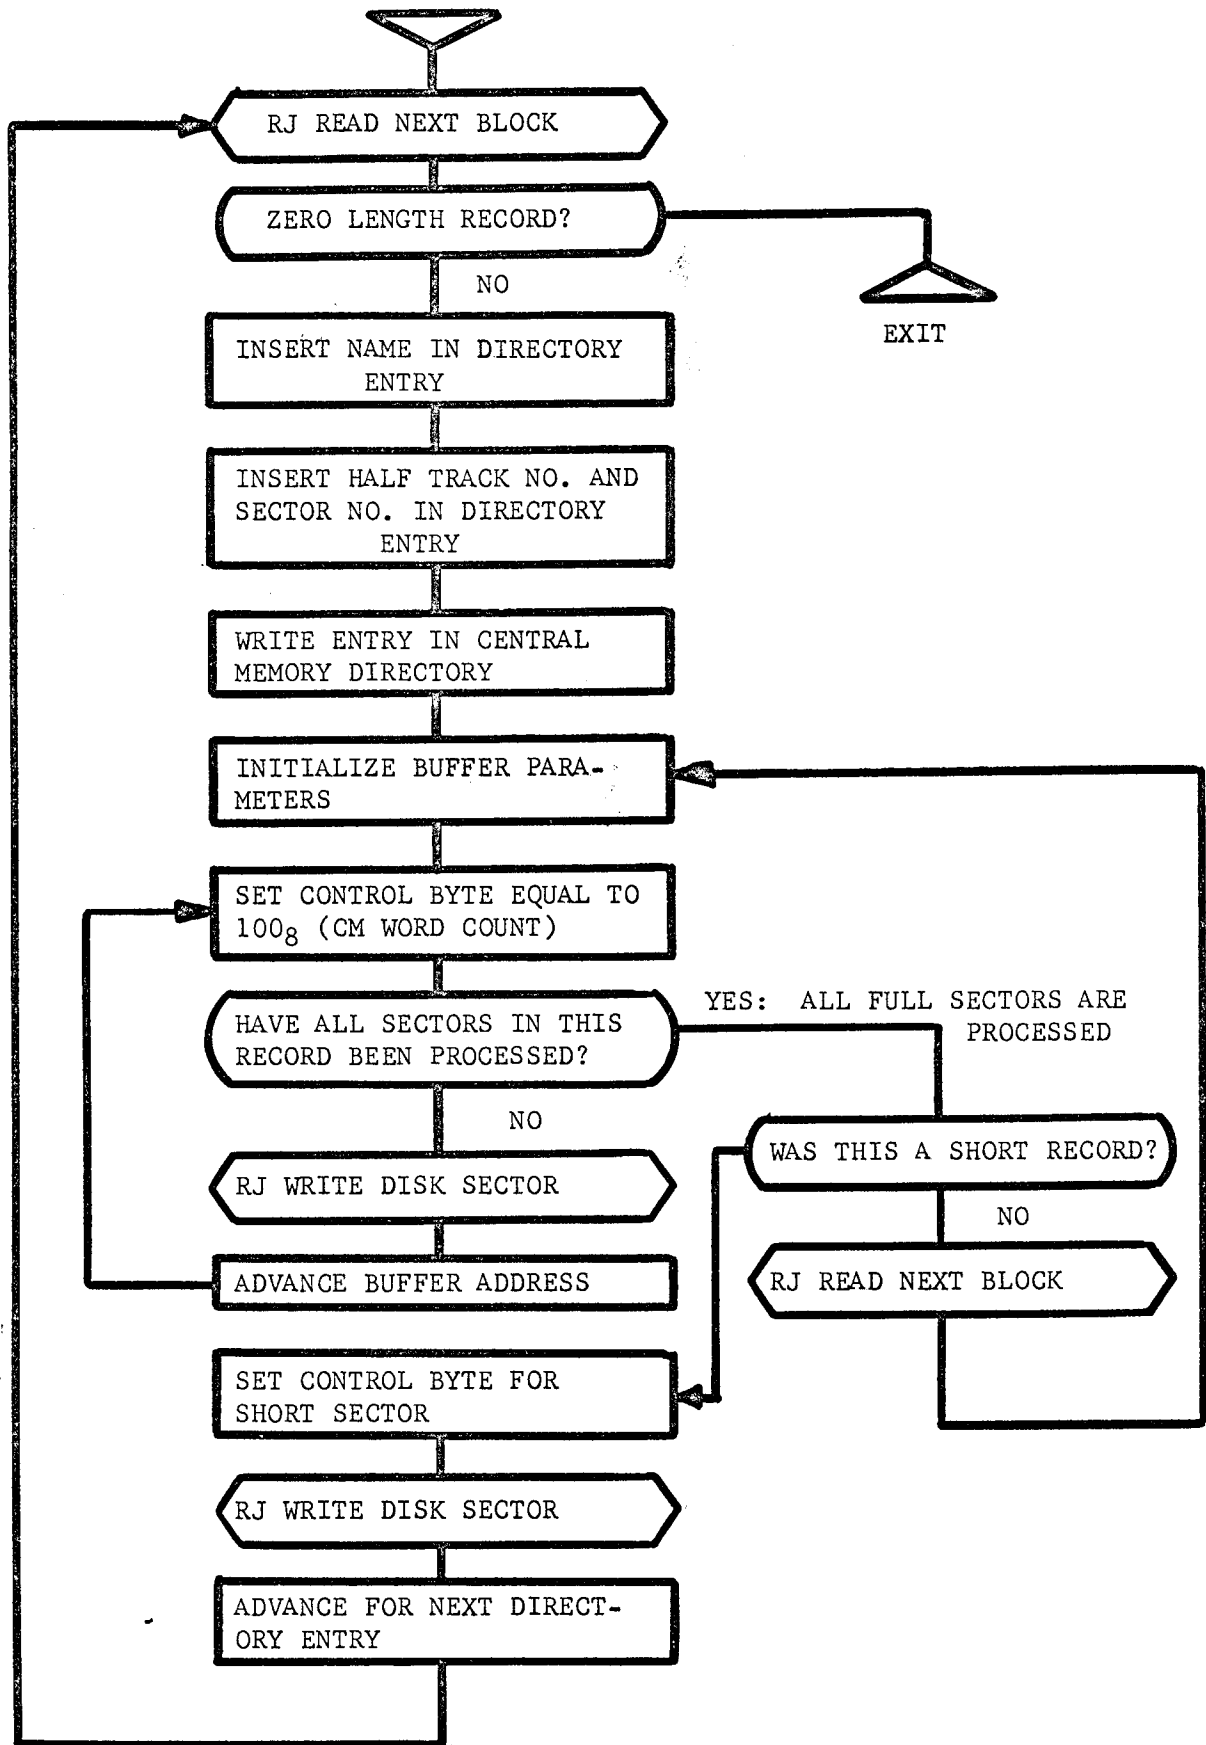 RJ READ NEXT BLOCK
ZERO LENGTH RECORD?
NO
EXIT
INSERT NAME IN DIRECTORY
ENTRY
INSERT HALF TRACK NO. AND
SECTOR NO. IN DIRECTORY
ENTRY
WRITE ENTRY IN CENTRAL
MEMORY DIRECTORY
INITIALIZE BUFFER PARA-
METERS
SET CONTROL BYTE EQUAL TO
100₈ (CM WORD COUNT)
HAVE ALL SECTORS IN THIS
RECORD BEEN PROCESSED?
YES: ALL FULL SECTORS ARE
PROCESSED
NO
WAS THIS A SHORT RECORD?
NO
RJ READ NEXT BLOCK
RJ WRITE DISK SECTOR
ADVANCE BUFFER ADDRESS
SET CONTROL BYTE FOR
SHORT SECTOR
RJ WRITE DISK SECTOR
ADVANCE FOR NEXT DIRECT-
ORY ENTRY